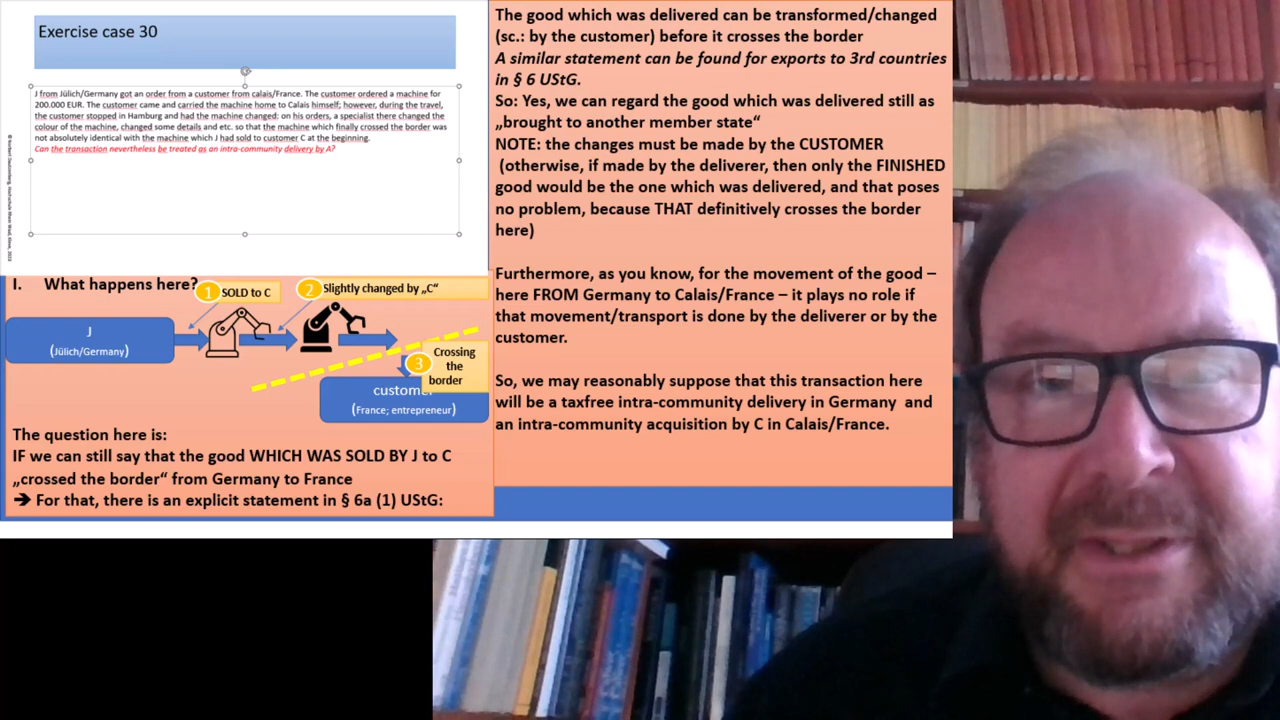 Exercise case 30
J from Jülich/Germany got an order from a customer from calais/France. The customer ordered a machine for
200.000 EUR. The customer came and carried the machine home to Calais himself; however, during the travel,
the customer stopped in Hamburg and had the machine changed: on his orders, a specialist there changed the
colour of the machine, changed some details and etc. so that the machine which finally crossed the border was
not absolutely identical with the machine which J had sold to customer C at the beginning.
Can the transaction nevertheless be treated as an intra-community delivery by A?
I. What happens here?
1 SOLD to C
2 Slightly changed by „C“
J
(Jülich/Germany)
3 Crossing
the
border
custome
(France; entrepreneur)
The question here is:
IF we can still say that the good WHICH WAS SOLD BY J to C
„crossed the border“ from Germany to France
➔ For that, there is an explicit statement in § 6a (1) UStG:
The good which was delivered can be transformed/changed
(sc.: by the customer) before it crosses the border
A similar statement can be found for exports to 3rd countries
in § 6 UStG.
So: Yes, we can regard the good which was delivered still as
„brought to another member state“
NOTE: the changes must be made by the CUSTOMER
(otherwise, if made by the deliverer, then only the FINISHED
good would be the one which was delivered, and that poses
no problem, because THAT definitively crosses the border
here)
Furthermore, as you know, for the movement of the good –
here FROM Germany to Calais/France – it plays no role if
that movement/transport is done by the deliverer or by the
customer.
So, we may reasonably suppose that this transaction here
will be a taxfree intra-community delivery in Germany and
an intra-community acquisition by C in Calais/France.